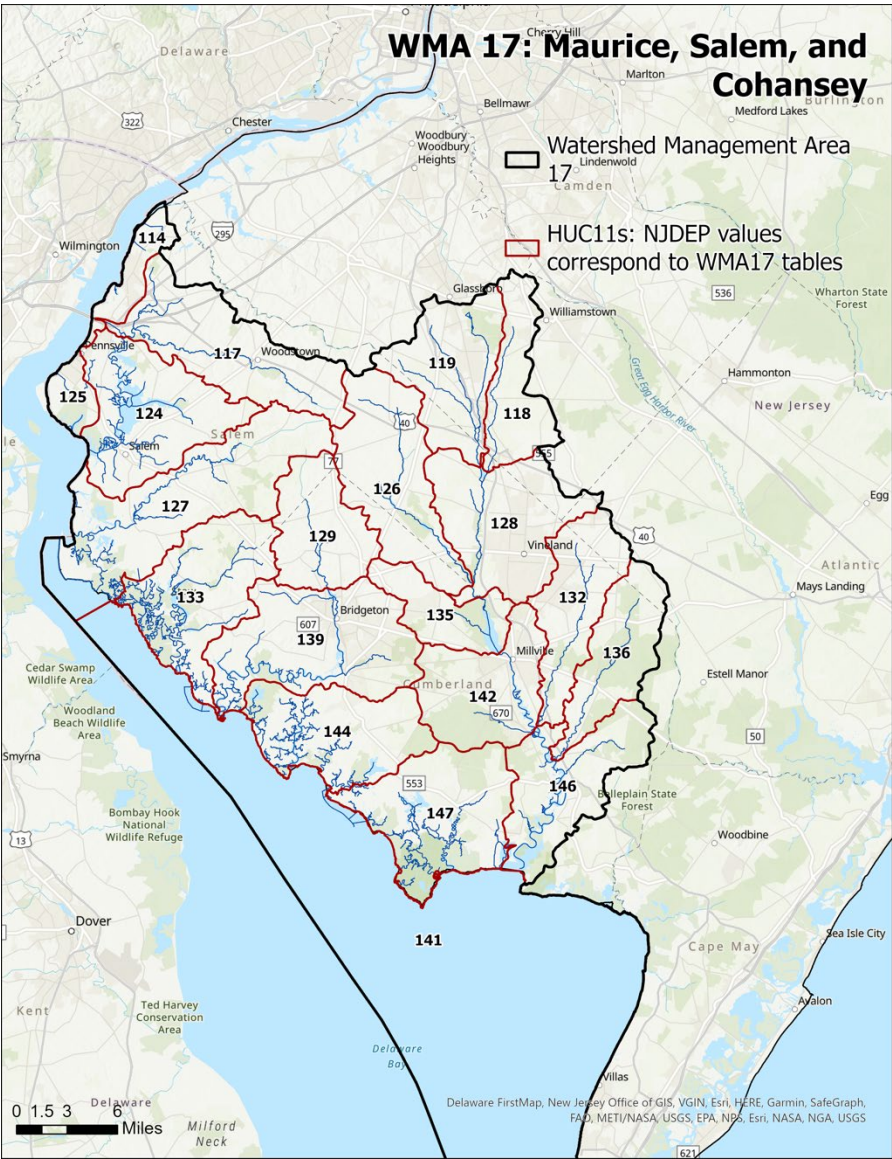 WMA 17: Maurice, Salem, and
Cohansey
Watershed Management Area
17
HUC11s: NJDEP values
correspond to WMA17 tables
Cherry Hill
Delaware
Marlton
Burlington
Bellmawr
Medford Lakes
322
Chester
Woodbury
Woodbury
Heights
Lindenwold
Camden
114
295
Wilmington
Glassboro
536
Wharton State
Forest
Williamstown
Pennsville
117
Woodstown
119
Hammonton
Great Egg Harbor River
125
124
118
New Jersey
40
Salem
Salem
555
77
126
Egg
127
128
129
Vineland
40
Atlantic
Mays Landing
133
132
135
607
Bridgeton
139
Millville
136
Cedar Swamp
Wildlife Area
Estell Manor
Cumberland
142
670
Woodland
Beach Wildlife
Area
144
50
Smyrna
553
146
Belleplain State
Forest
147
Bombay Hook
National
Wildlife Refuge
13
Woodbine
Dover
141
Sea Isle City
Cape May
Kent
Ted Harvey
Conservation
Area
Avalon
Delaware
Bay
Villas
0 1.5 3 6
Miles
Delaware
Milford
Neck
Delaware FirstMap, New Jersey Office of GIS, VGIN, Esri, HERE, Garmin, SafeGraph,
FAO, METI/NASA, USGS, EPA, NPS, Esri, NASA, NGA, USGS
621